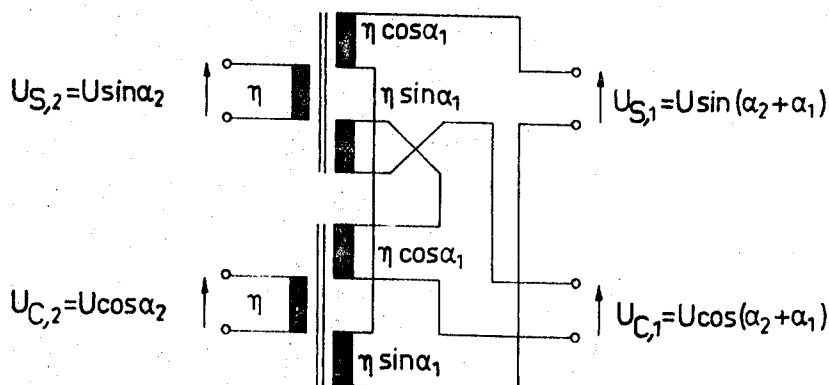 η cosα₁
U_S,2=Usinα₂
η
η sinα₁
U_S,1=Usin(α₂+α₁)
η cosα₁
U_C,2=Ucosα₂
η
U_C,1=Ucos(α₂+α₁)
η sinα₁